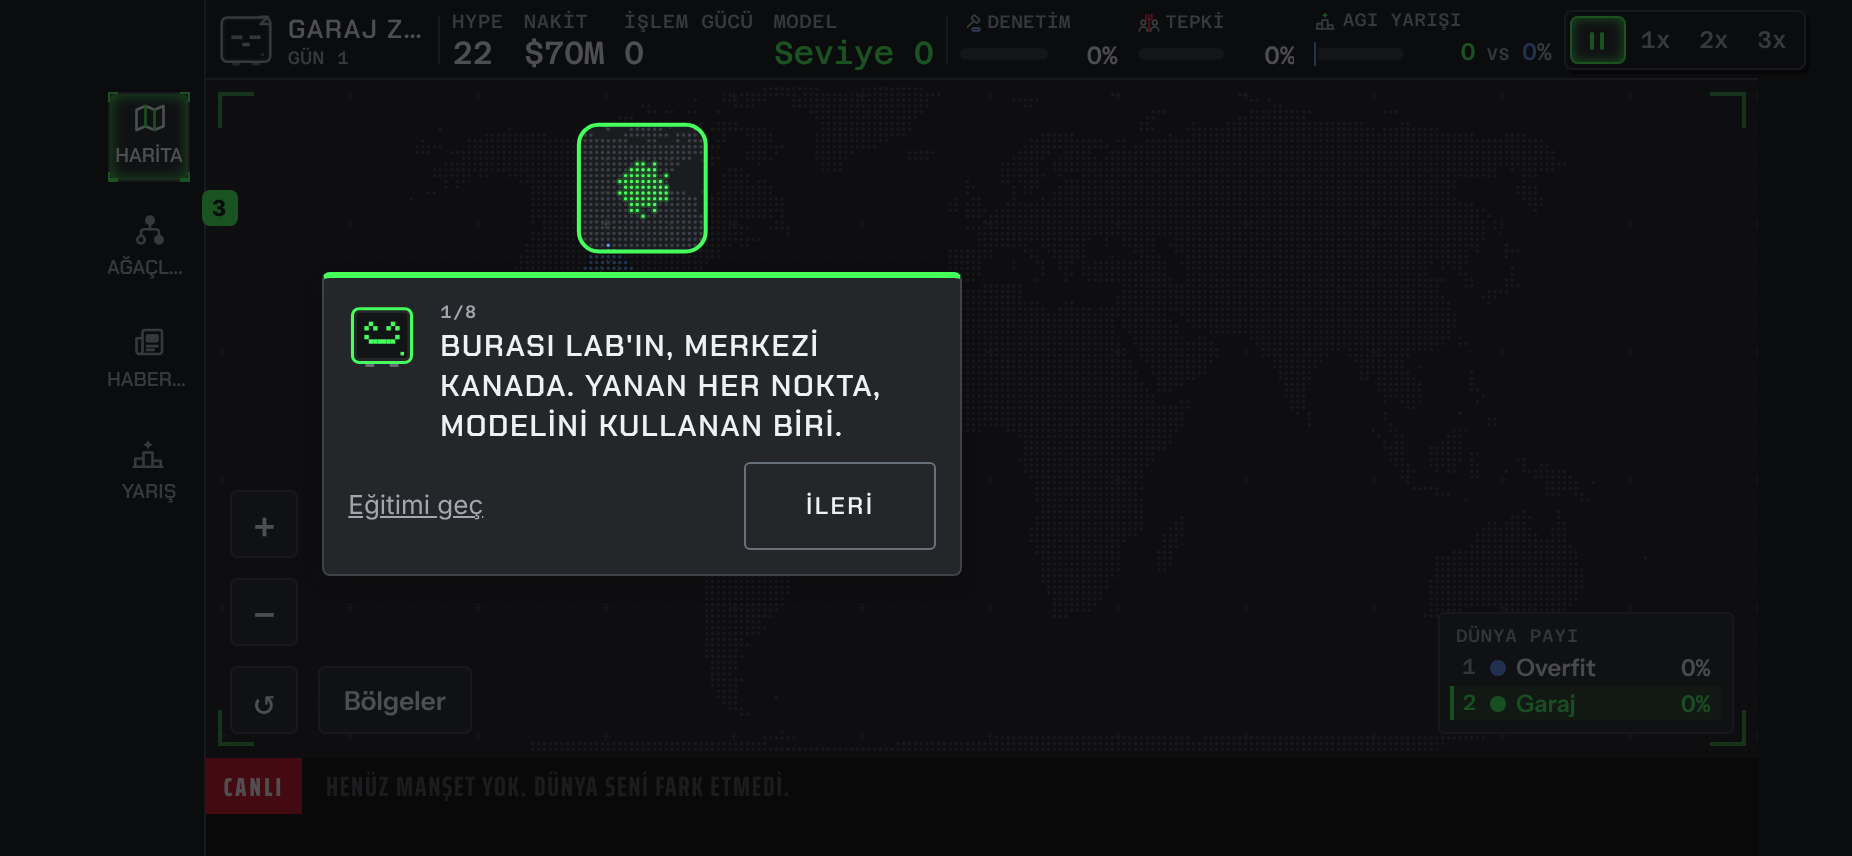 GARAJ Z...
GÜN 1
HYPE
22
NAKİT
$70M
İŞLEM GÜCÜ
0
MODEL
Seviye 0
DENETİM
0%
TEPKİ
0%
AGI YARIŞI
0 VS 0%
1x
2x
3x
HARİTA
3
AĞAÇL...
HABER...
YARIŞ
1/8
BURASI LAB'IN, MERKEZİ
KANADA. YANAN HER NOKTA,
MODELİNİ KULLANAN BİRİ.
Eğitimi geç
İLERİ
+
−
↺
Bölgeler
DÜNYA PAYI
1 Overfit 0%
2 Garaj 0%
CANLI
HENÜZ MANŞET YOK. DÜNYA SENİ FARK ETMEDİ.